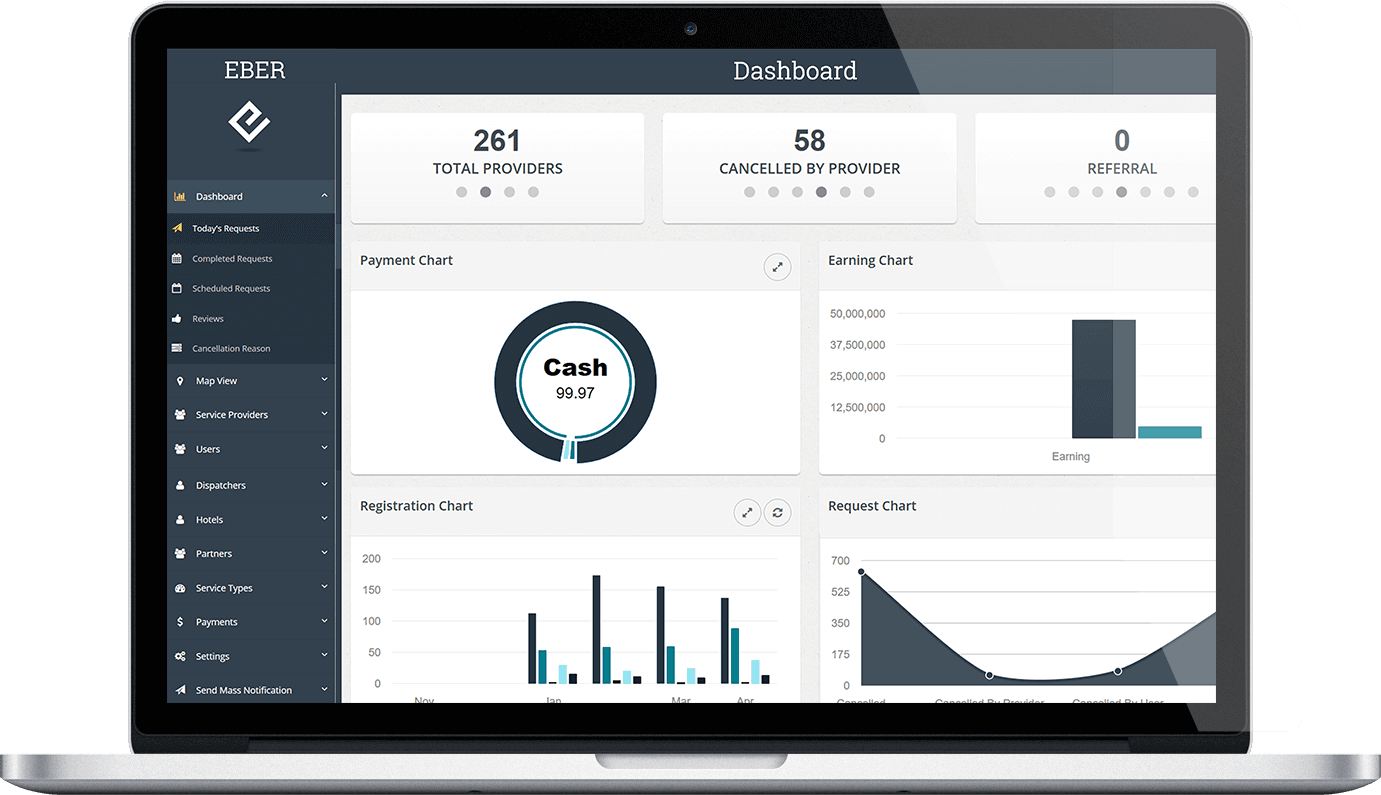 EBER
Dashboard
Dashboard
Today's Requests
Completed Requests
Scheduled Requests
Reviews
Cancellation Reason
Map View
Service Providers
Users
Dispatchers
Hotels
Partners
Service Types
Payments
Settings
Send Mass Notification
261
TOTAL PROVIDERS
58
CANCELLED BY PROVIDER
0
REFERRAL
Payment Chart
Cash
99.97
Earning Chart
50,000,000
37,500,000
25,000,000
12,500,000
0
Earning
Registration Chart
200
150
100
50
0
Nov Jan Mar Apr
Request Chart
700
525
350
175
0
Cancelled Cancelled By Provider Cancelled By User